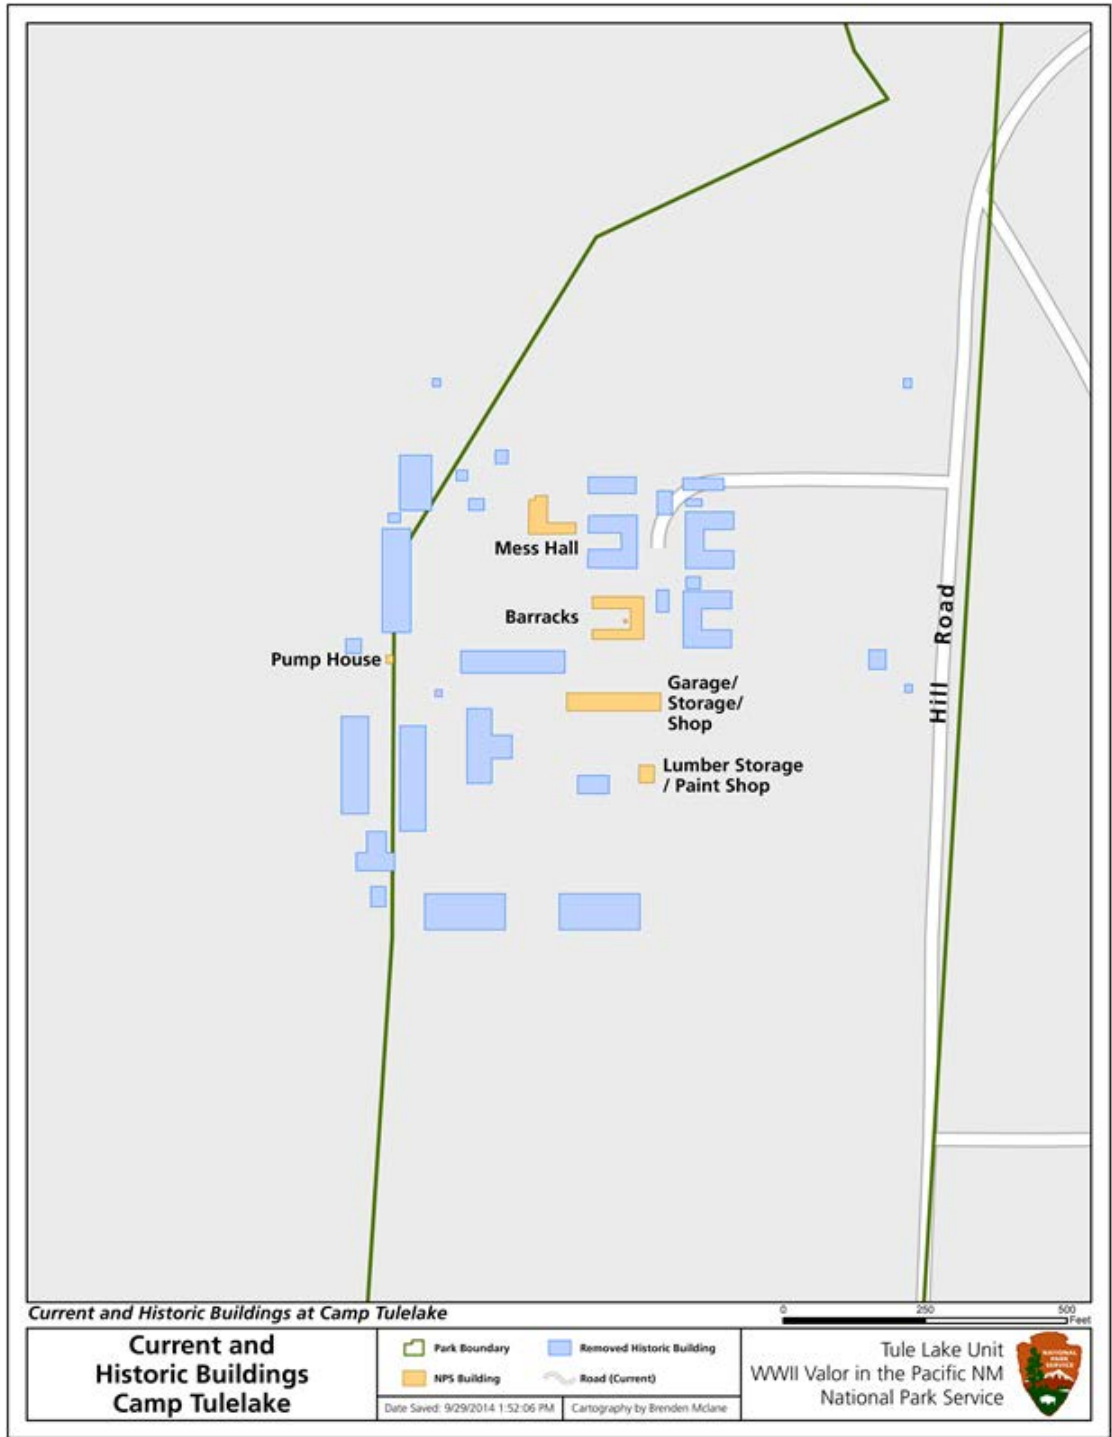 Mess Hall
Barracks
Pump House
Garage/
Storage/
Shop
Lumber Storage
/ Paint Shop
Hill Road
Current and Historic Buildings at Camp Tulelake
0 250 500
Feet
Current and
Historic Buildings
Camp Tulelake
Park Boundary
Removed Historic Building
NPS Building
Road (Current)
Date Saved: 9/29/2014 1:52:06 PM
Cartography by Brenden Mclane
Tule Lake Unit
WWII Valor in the Pacific NM
National Park Service
NATIONAL
PARK
SERVICE